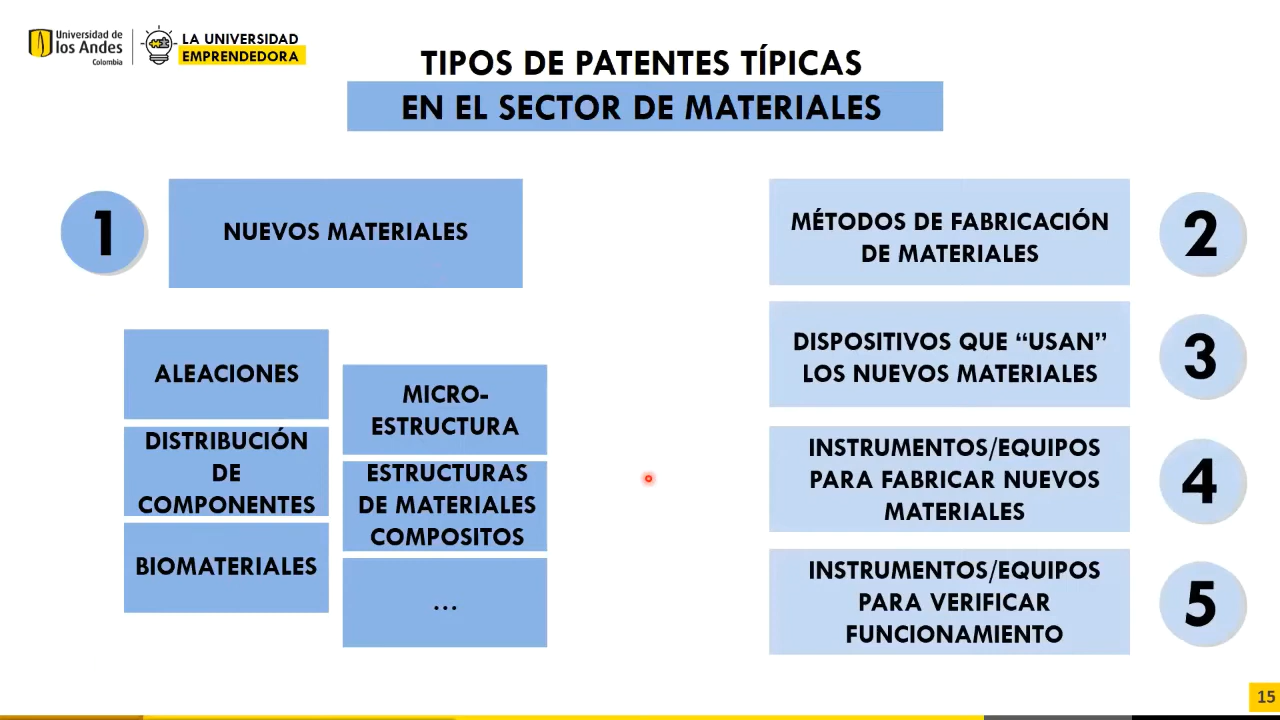 Universidad de
los Andes
Colombia
LA UNIVERSIDAD
EMPRENDEDORA
TIPOS DE PATENTES TÍPICAS
EN EL SECTOR DE MATERIALES
1
NUEVOS MATERIALES
ALEACIONES
DISTRIBUCIÓN
DE
COMPONENTES
BIOMATERIALES
MICRO-
ESTRUCTURA
ESTRUCTURAS
DE MATERIALES
COMPOSITOS
...
MÉTODOS DE FABRICACIÓN
DE MATERIALES
2
DISPOSITIVOS QUE “USAN”
LOS NUEVOS MATERIALES
3
INSTRUMENTOS/EQUIPOS
PARA FABRICAR NUEVOS
MATERIALES
4
INSTRUMENTOS/EQUIPOS
PARA VERIFICAR
FUNCIONAMIENTO
5
15